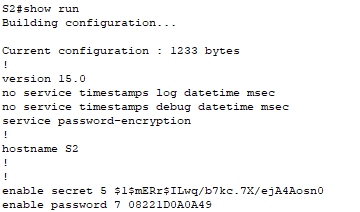 S2#show run
Building configuration...
Current configuration : 1233 bytes
!
version 15.0
no service timestamps log datetime msec
no service timestamps debug datetime msec
service password-encryption
!
hostname S2
!
!
enable secret 5 $1$mERr$ILwq/b7kc.7X/ejA4Aosn0
enable password 7 08221D0A0A49